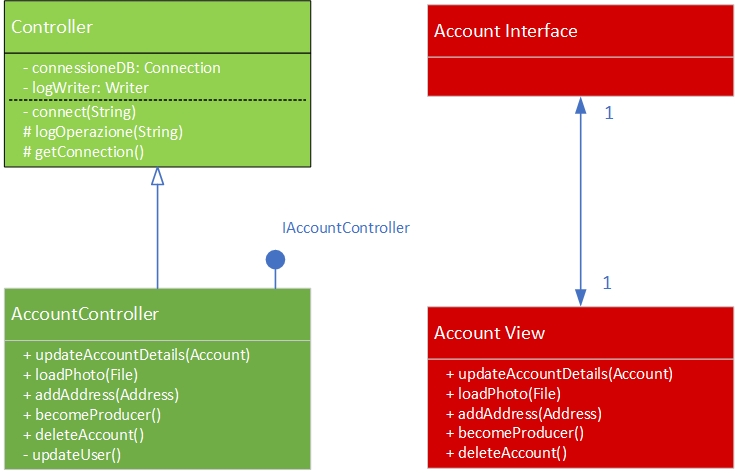 Controller
- connessioneDB: Connection
- logWriter: Writer
- connect(String)
# logOperazione(String)
# getConnection()
IAccountController
AccountController
+ updateAccountDetails(Account)
+ loadPhoto(File)
+ addAddress(Address)
+ becomeProducer()
+ deleteAccount()
- updateUser()
Account Interface
1
1
Account View
+ updateAccountDetails(Account)
+ loadPhoto(File)
+ addAddress(Address)
+ becomeProducer()
+ deleteAccount()